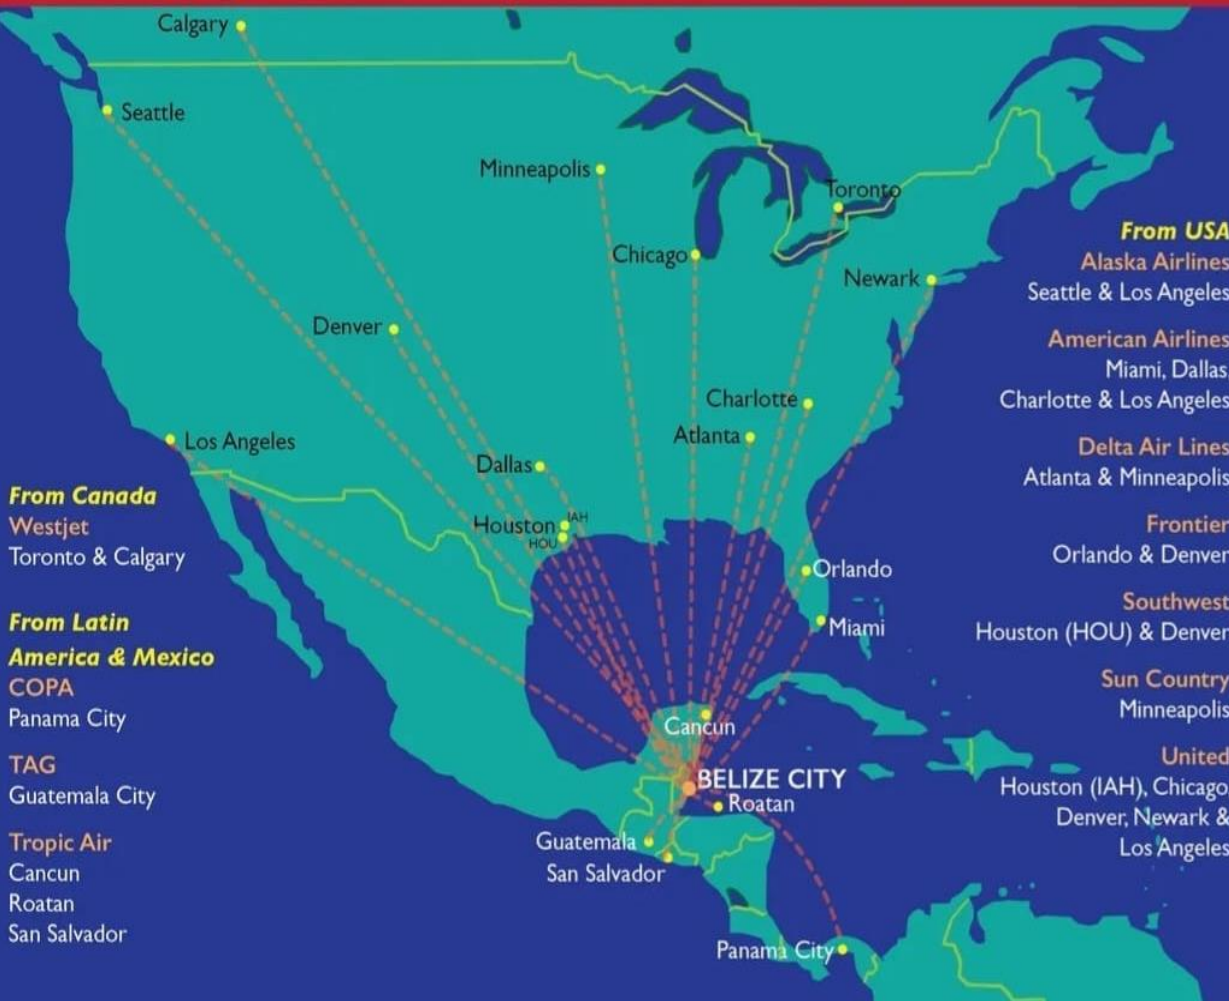 Calgary
Seattle
Minneapolis
Toronto
Chicago
Newark
Denver
Charlotte
Atlanta
Los Angeles
Dallas
Houston
IAH
HOU
Orlando
Miami
Cancun
BELIZE CITY
Roatan
Guatemala
San Salvador
Panama City
From Canada
Westjet
Toronto & Calgary
From Latin
America & Mexico
COPA
Panama City
TAG
Guatemala City
Tropic Air
Cancun
Roatan
San Salvador
From USA
Alaska Airlines
Seattle & Los Angeles
American Airlines
Miami, Dallas
Charlotte & Los Angeles
Delta Air Lines
Atlanta & Minneapolis
Frontier
Orlando & Denver
Southwest
Houston (HOU) & Denver
Sun Country
Minneapolis
United
Houston (IAH), Chicago
Denver, Newark &
Los Angeles